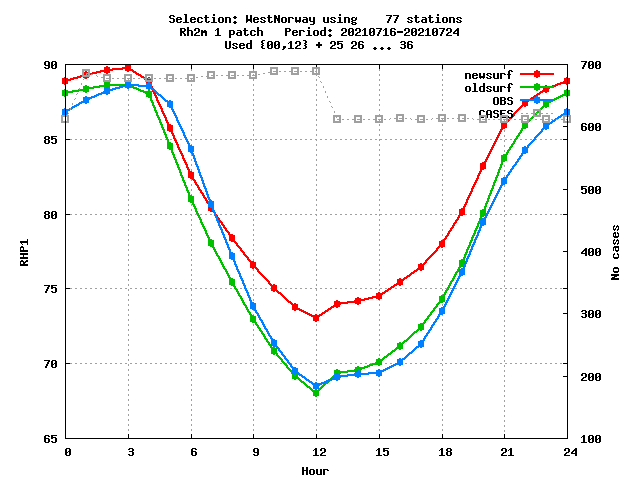 Selection: WestNorway using    77 stations
Rh2m 1 patch   Period: 20210716-20210724
Used {00,12} + 25 26 ... 36
90
85
80
75
70
65
700
600
500
400
300
200
100
newsurf
oldsurf
OBS
CASES
RHP1
No cases
0 3 6 9 12 15 18 21 24
Hour